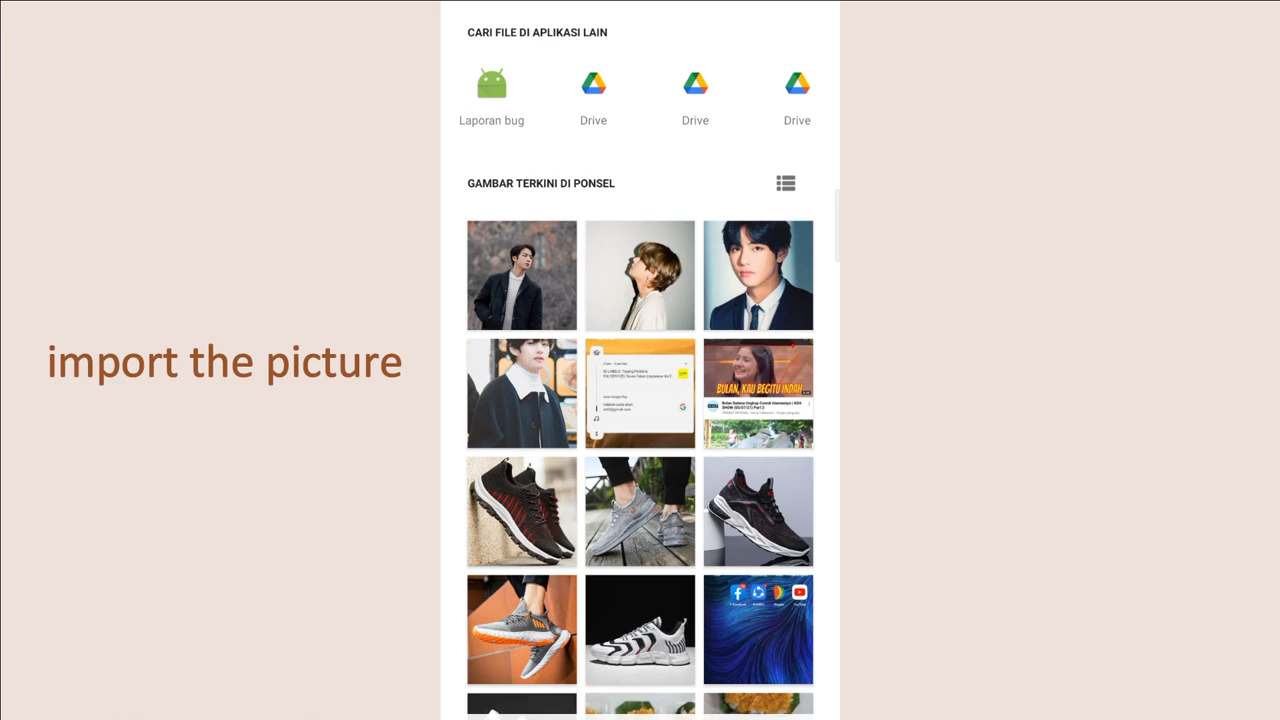 CARI FILE DI APLIKASI LAIN
Laporan bug
Drive
Drive
Drive
GAMBAR TERKINI DI PONSEL
import the picture
BULAN, KAU BEGITU INDAH